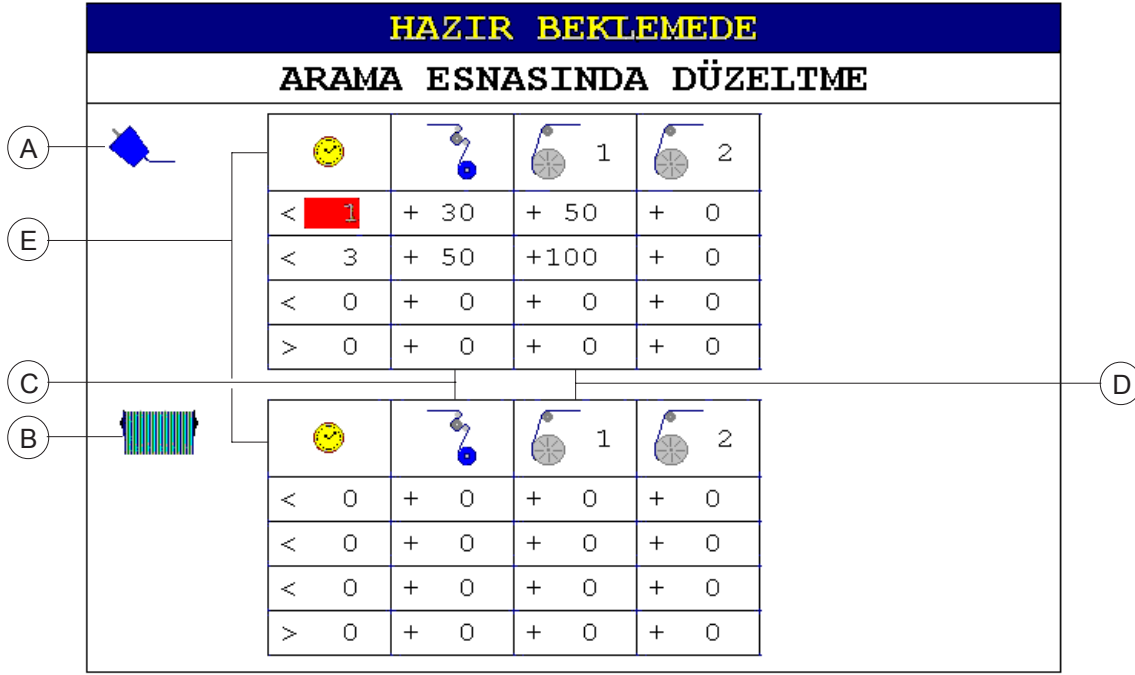 HAZIR BEKLEMEDE
ARAMA ESNASINDA DÜZELTME
A
1 2
< 1 + 30 + 50 + 0
E
< 3 + 50 +100 + 0
< 0 + 0 + 0 + 0
> 0 + 0 + 0 + 0
C
D
B
1 2
< 0 + 0 + 0 + 0
< 0 + 0 + 0 + 0
< 0 + 0 + 0 + 0
> 0 + 0 + 0 + 0